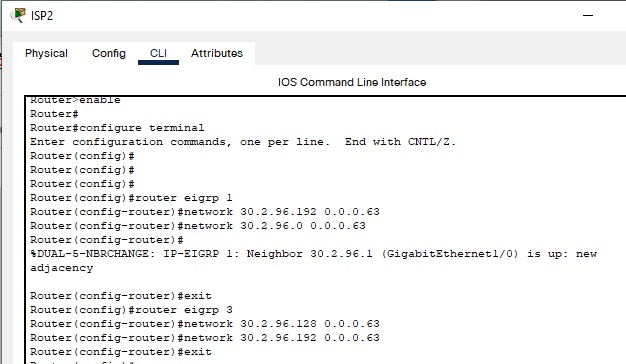 ISP2
Physical Config CLI Attributes
IOS Command Line Interface
Router>enable
Router#
Router#configure terminal
Enter configuration commands, one per line. End with CNTL/Z.
Router(config)#
Router(config)#
Router(config)#
Router(config)#router eigrp 1
Router(config-router)#network 30.2.96.192 0.0.0.63
Router(config-router)#network 30.2.96.0 0.0.0.63
Router(config-router)#
%DUAL-5-NBRCHANGE: IP-EIGRP 1: Neighbor 30.2.96.1 (GigabitEthernet1/0) is up: new
adjacency
Router(config-router)#exit
Router(config)#router eigrp 3
Router(config-router)#network 30.2.96.128 0.0.0.63
Router(config-router)#network 30.2.96.192 0.0.0.63
Router(config-router)#exit